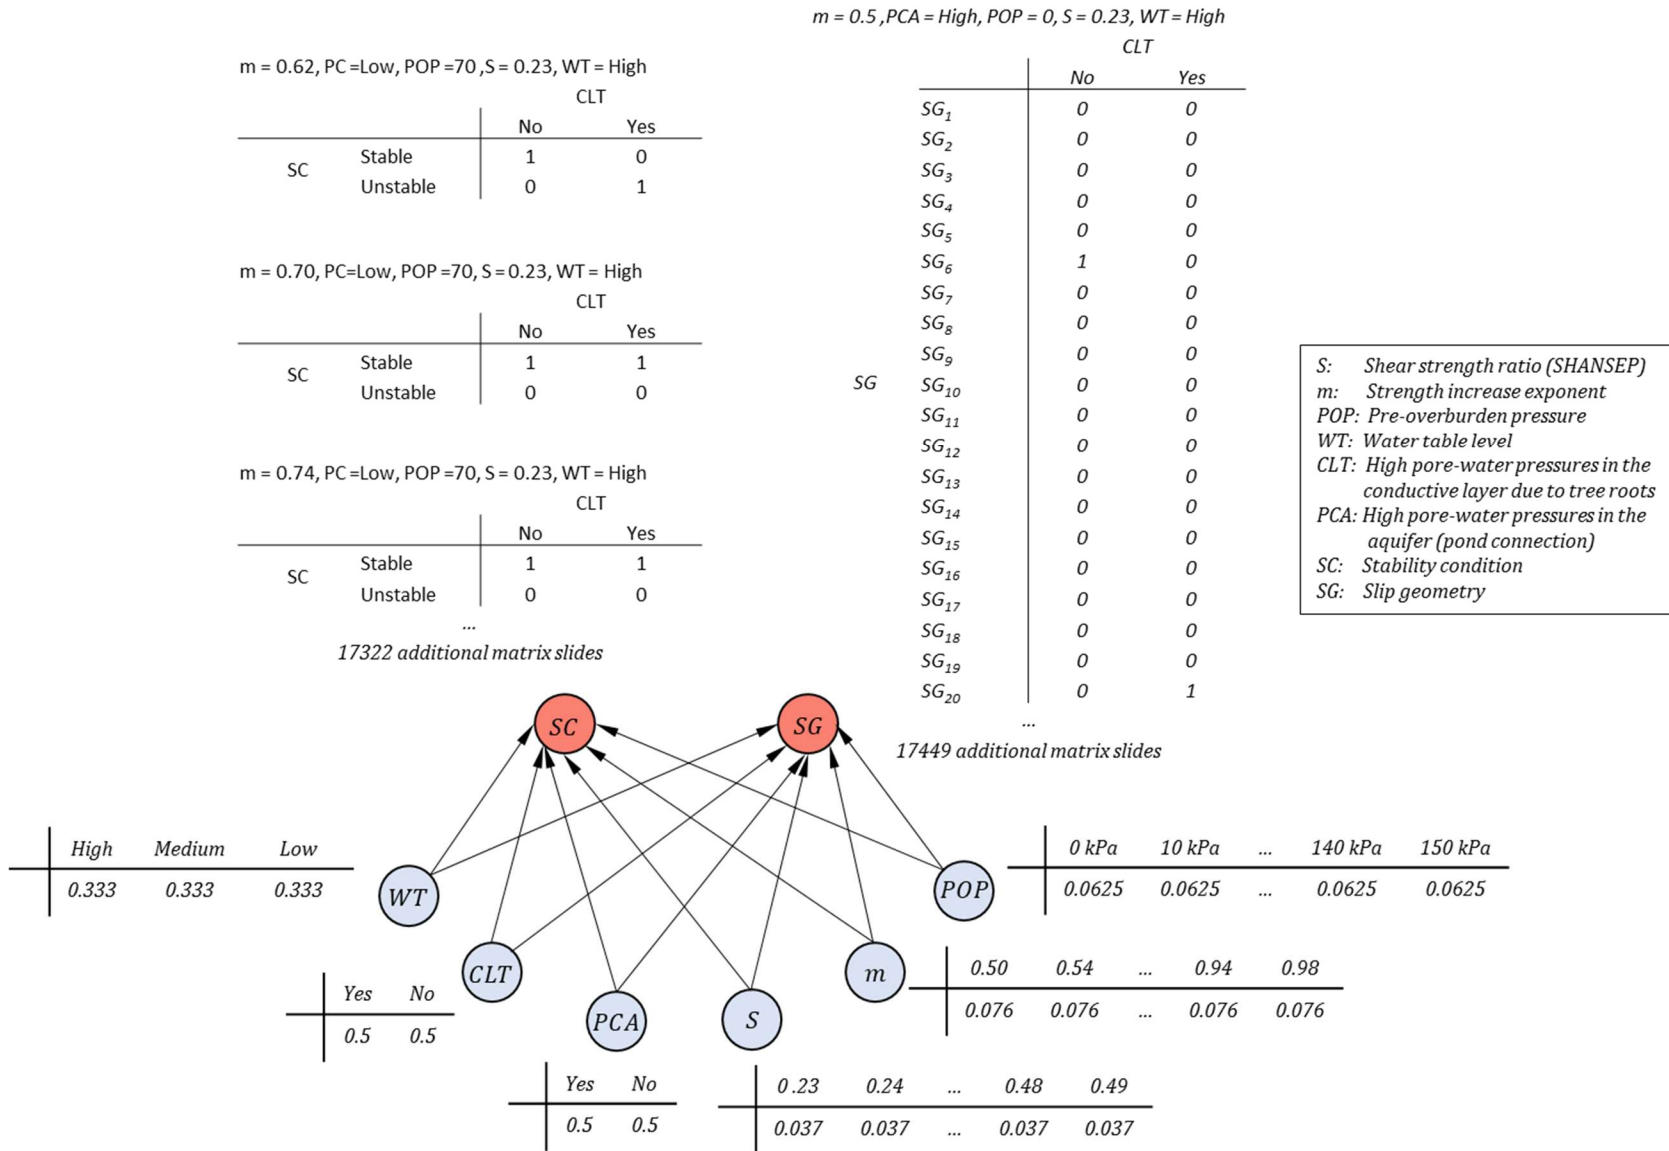 m = 0.62, PC =Low, POP =70 ,S = 0.23, WT = High
CLT
No Yes
SC
Stable 1 0
Unstable 0 1
m = 0.70, PC=Low, POP =70, S = 0.23, WT = High
CLT
No Yes
SC
Stable 1 1
Unstable 0 0
m = 0.74, PC=Low, POP =70, S = 0.23, WT = High
CLT
No Yes
SC
Stable 1 1
Unstable 0 0
...
17322 additional matrix slides
m = 0.5 ,PCA = High, POP = 0, S = 0.23, WT = High
CLT
No Yes
SG
SG1 0 0
SG2 0 0
SG3 0 0
SG4 0 0
SG5 0 0
SG6 1 0
SG7 0 0
SG8 0 0
SG9 0 0
SG10 0 0
SG11 0 0
SG12 0 0
SG13 0 0
SG14 0 0
SG15 0 0
SG16 0 0
SG17 0 0
SG18 0 0
SG19 0 0
SG20 0 1
...
17449 additional matrix slides
S: Shear strength ratio (SHANSEP)
m: Strength increase exponent
POP: Pre-overburden pressure
WT: Water table level
CLT: High pore-water pressures in the
conductive layer due to tree roots
PCA: High pore-water pressures in the
aquifer (pond connection)
SC: Stability condition
SG: Slip geometry
SC
SG
High Medium Low
0.333 0.333 0.333
WT
POP
0 kPa 10 kPa ... 140 kPa 150 kPa
0.0625 0.0625 ... 0.0625 0.0625
CLT
Yes No
0.5 0.5
m
0.50 0.54 ... 0.94 0.98
0.076 0.076 ... 0.076 0.076
PCA
Yes No
0.5 0.5
S
0 .23 0.24 ... 0.48 0.49
0.037 0.037 ... 0.037 0.037